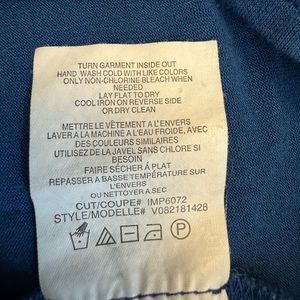 TURN GARMENT INSIDE OUT
HAND WASH COLD WITH LIKE COLORS
ONLY NON-CHLORINE BLEACH WHEN
NEEDED
LAY FLAT TO DRY
COOL IRON ON REVERSE SIDE
OR DRY CLEAN
METTRE LE VÊTEMENT A L'ENVERS
LAVER A LA MACHINE A L'EAU FROIDE, AVEC
DES COULEURS SIMILAIRES
UTILISEZ DE LA JAVEL SANS CHLORE SI
BESOIN
FAIRE SÉCHER Á PLAT
REPASSER A BASSE TEMPÉRATURE SUR
L'ENVERS
OU NETTOYAGE A SEC
CUT/COUPE# IMP6072
STYLE/MODELLE# V082181428
P